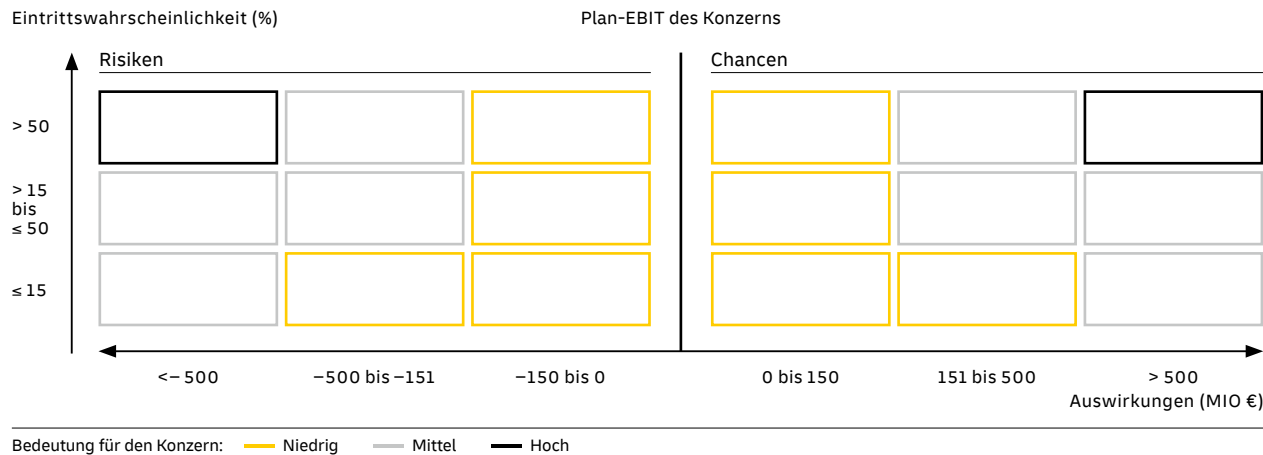 Eintrittswahrscheinlichkeit (%)
Plan-EBIT des Konzerns
Risiken
Chancen
> 50
> 15
bis
≤ 50
≤ 15
<– 500
–500 bis –151
–150 bis 0
0 bis 150
151 bis 500
> 500
Auswirkungen (MIO €)
Bedeutung für den Konzern: Niedrig Mittel Hoch